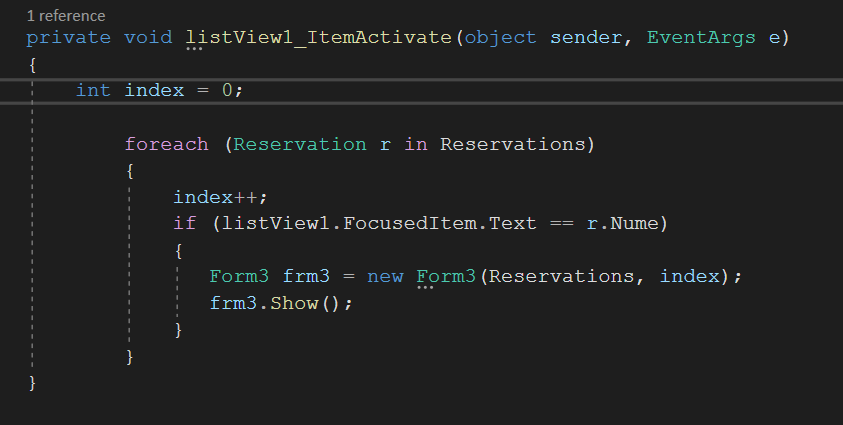 1 reference
private void listView1_ItemActivate(object sender, EventArgs e)
{
int index = 0;
foreach (Reservation r in Reservations)
{
index++;
if (listView1.FocusedItem.Text == r.Nume)
{
Form3 frm3 = new Form3(Reservations, index);
frm3.Show();
}
}
}